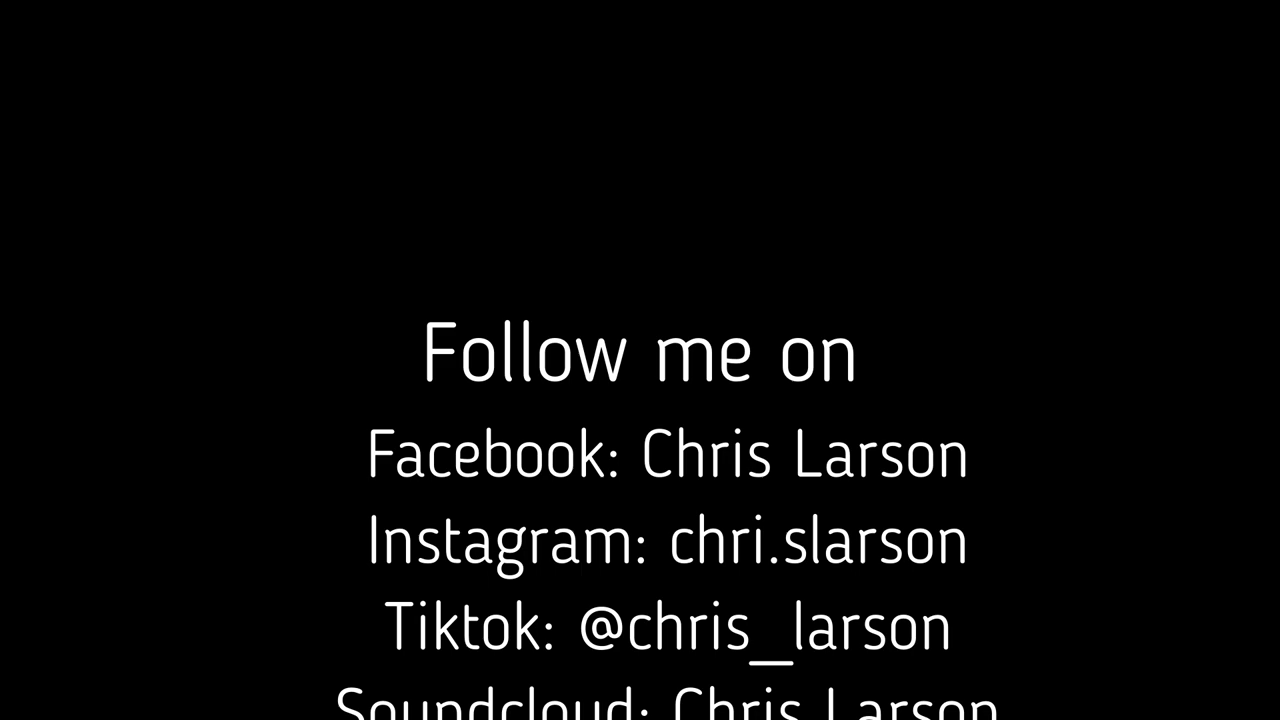 Follow me on
Facebook: Chris Larson
Instagram: chri.slarson
Tiktok: @chris_larson
Soundcloud: Chris Larson